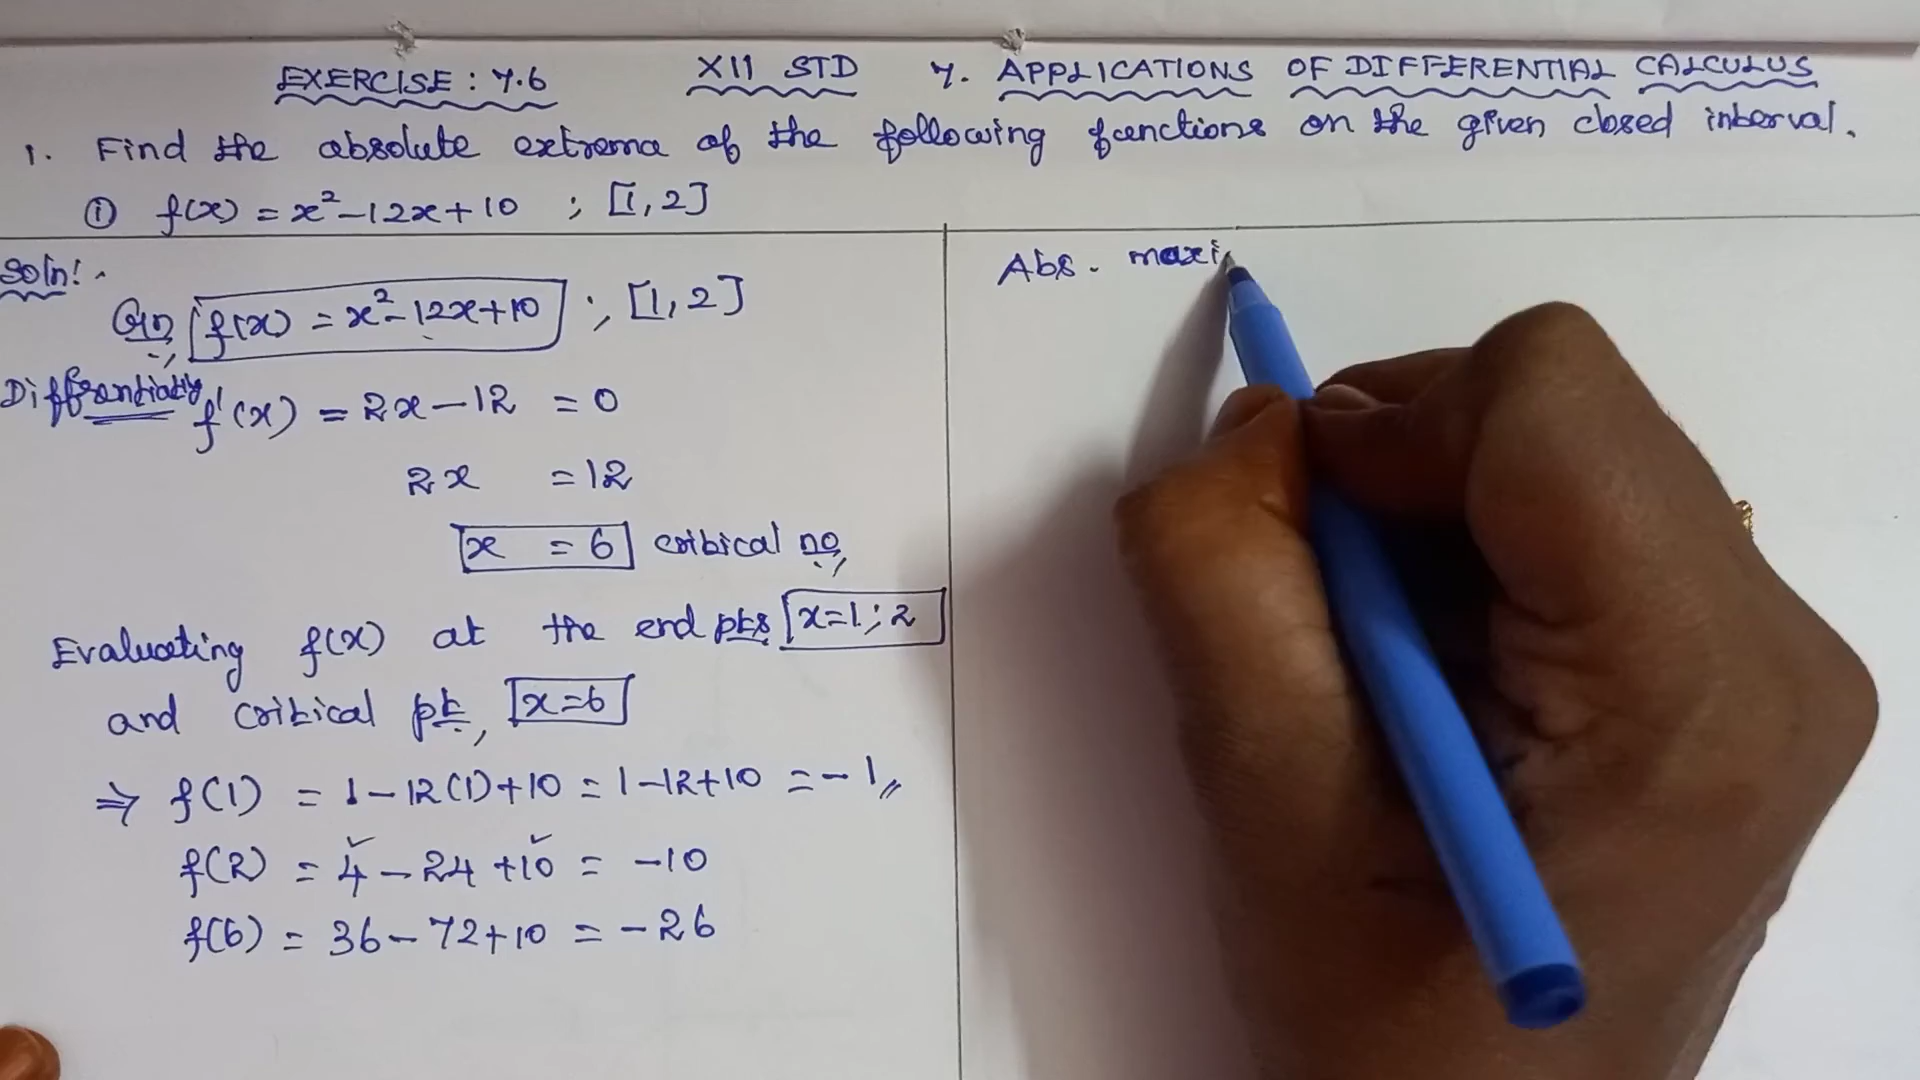 EXERCISE : 7.6 XII STD 7. APPLICATIONS OF DIFFERENTIAL CALCULUS
1. Find the absolute extrema of the following functions on the given closed interval.
① f(x) = x² - 12x + 10 ; [1, 2]
Soln!.
Gn f(x) = x² - 12x + 10 ; [1, 2]
Differentiating f'(x) = 2x - 12 = 0
2x = 12
x = 6 critical no
Evaluating f(x) at the end pts x=1 ; 2
and critical pt, x=6
⇒ f(1) = 1 - 12(1) + 10 = 1 - 12 + 10 = -1
f(2) = 4 - 24 + 10 = -10
f(6) = 36 - 72 + 10 = -26
Abs. maxi